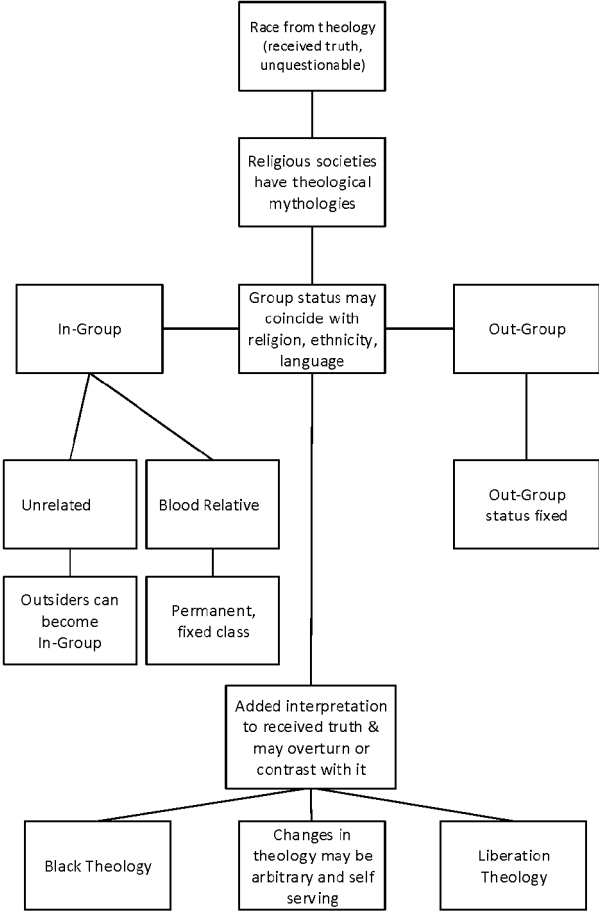 Race from theology
(received truth,
unquestionable)
Religious societies
have theological
mythologies
In-Group
Group status may
coincide with
religion, ethnicity,
language
Out-Group
Unrelated
Blood Relative
Out-Group
status fixed
Outsiders can
become
In-Group
Permanent,
fixed class
Added interpretation
to received truth &
may overturn or
contrast with it
Black Theology
Changes in
theology may be
arbitrary and self
serving
Liberation
Theology